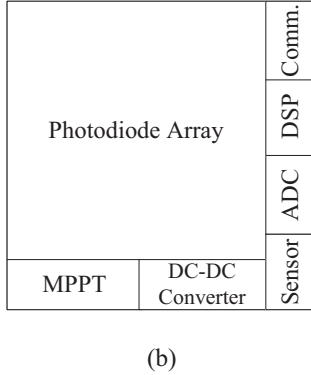 Photodiode Array
Comm.
DSP
ADC
Sensor
MPPT
DC-DC
Converter
(b)